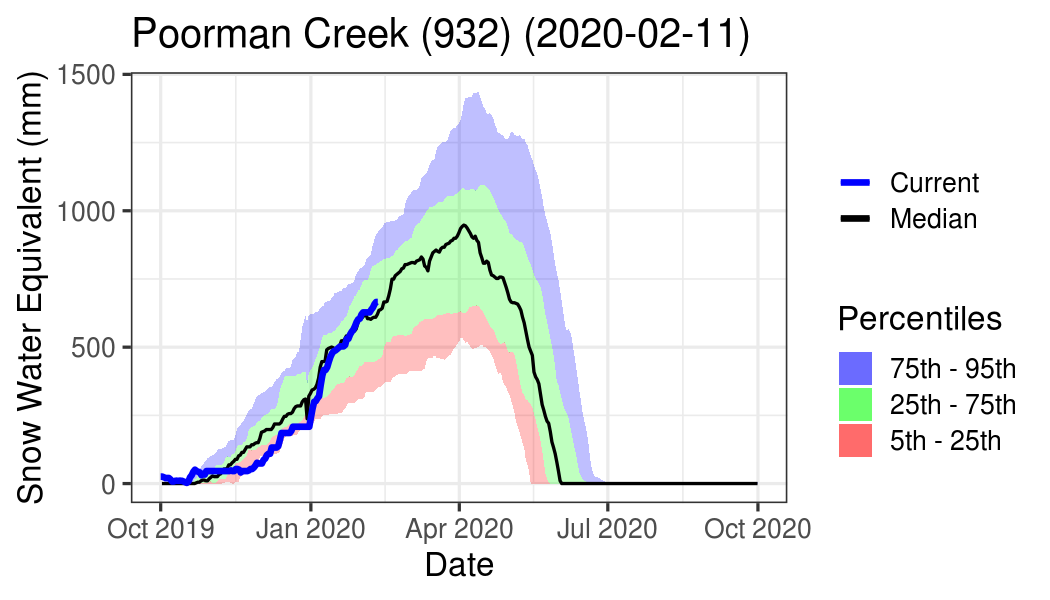 Poorman Creek (932) (2020-02-11)
Snow Water Equivalent (mm)
1500
1000
500
0
Oct 2019
Jan 2020
Apr 2020
Jul 2020
Oct 2020
Date
Current
Median
Percentiles
75th - 95th
25th - 75th
5th - 25th